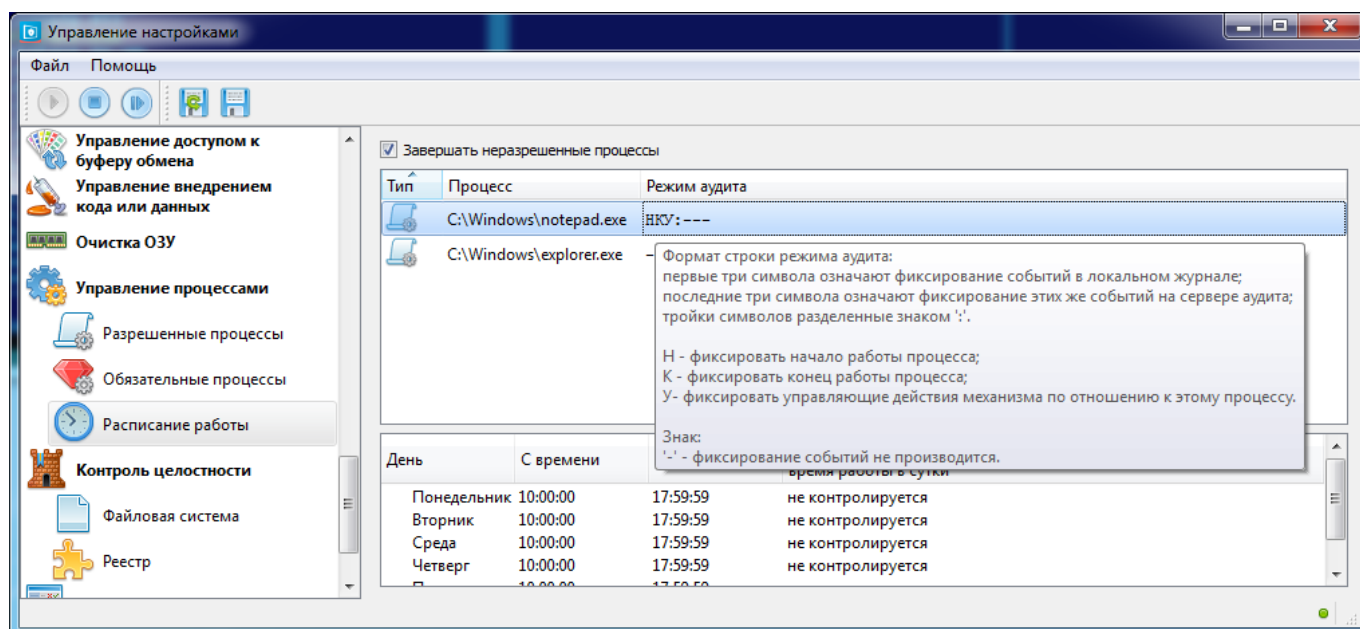 Управление настройками
Файл Помощь
Управление доступом к
буферу обмена
Управление внедрением
кода или данных
Очистка ОЗУ
Управление процессами
Разрешенные процессы
Обязательные процессы
Расписание работы
Контроль целостности
Файловая система
Реестр
Завершать неразрешенные процессы
Тип Процесс Режим аудита
C:\Windows\notepad.exe НКУ:---
C:\Windows\explorer.exe -
Формат строки режима аудита:
первые три символа означают фиксирование событий в локальном журнале;
последние три символа означают фиксирование этих же событий на сервере аудита;
тройки символов разделенные знаком ':'.
Н - фиксировать начало работы процесса;
К - фиксировать конец работы процесса;
У- фиксировать управляющие действия механизма по отношению к этому процессу.
Знак:
'-' - фиксирование событий не производится.
День С времени
время работы в сутки
Понедельник 10:00:00 17:59:59 не контролируется
Вторник 10:00:00 17:59:59 не контролируется
Среда 10:00:00 17:59:59 не контролируется
Четверг 10:00:00 17:59:59 не контролируется